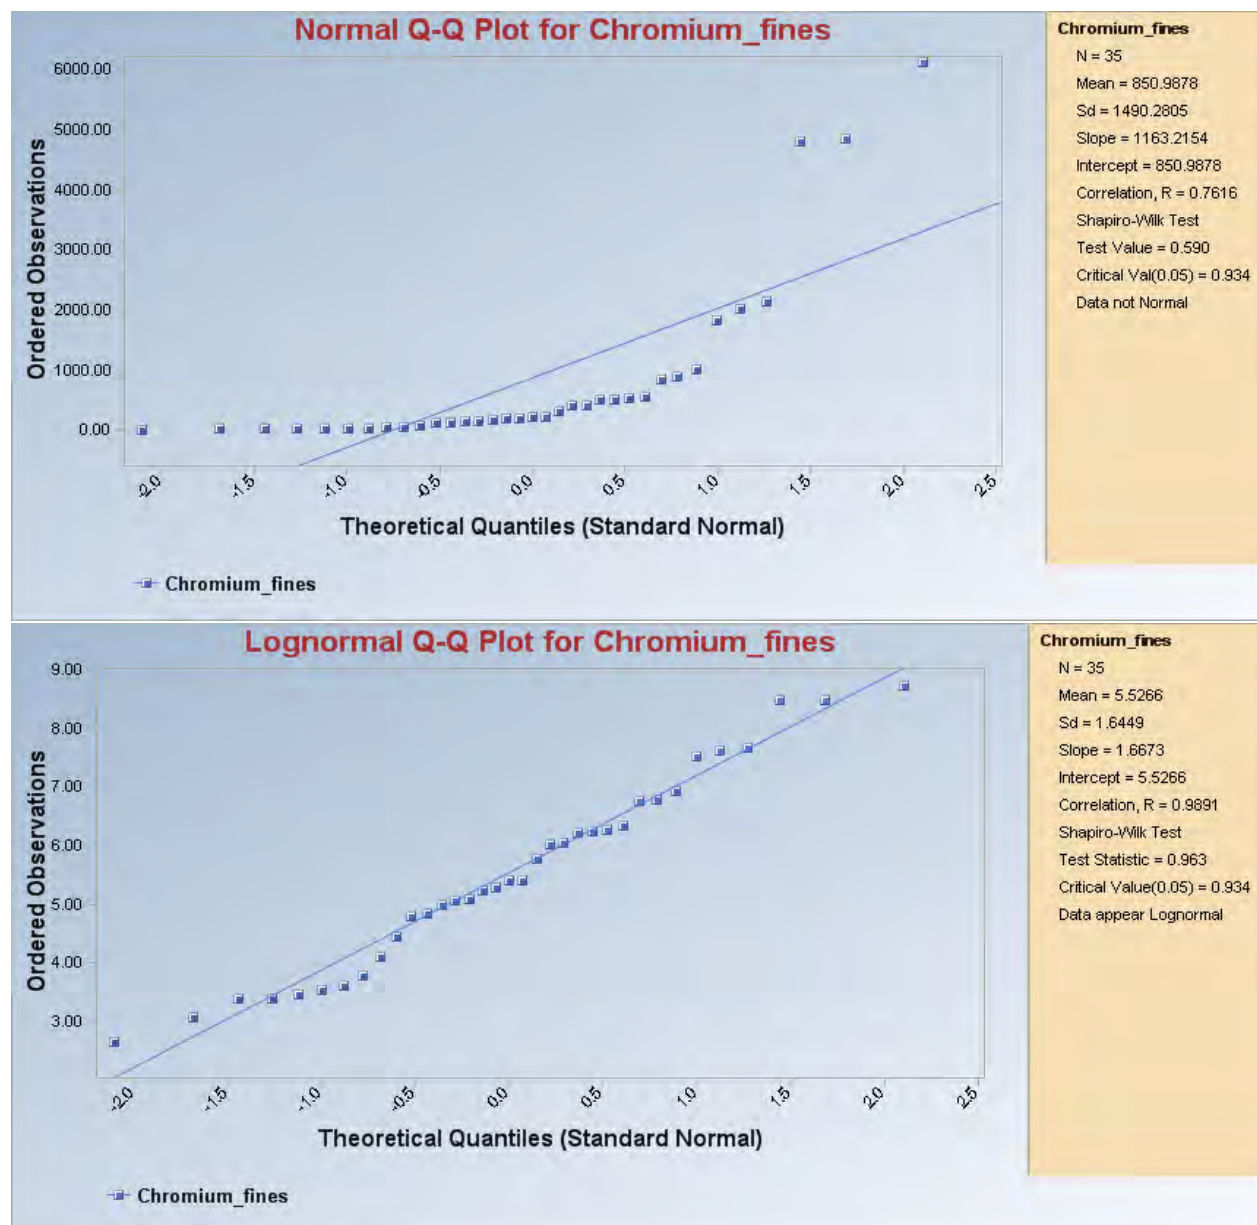 Normal Q-Q Plot for Chromium_fines
Ordered Observations
6000.00
5000.00
4000.00
3000.00
2000.00
1000.00
0.00
-2.0
-1.5
-1.0
-0.5
0.0
0.5
1.0
1.5
2.0
2.5
Theoretical Quantiles (Standard Normal)
Chromium_fines
Chromium_fines
N = 35
Mean = 850.9878
Sd = 1490.2805
Slope = 1163.2154
Intercept = 850.9878
Correlation, R = 0.7616
Shapiro-Wilk Test
Test Value = 0.590
Critical Val(0.05) = 0.934
Data not Normal
Lognormal Q-Q Plot for Chromium_fines
Ordered Observations
9.00
8.00
7.00
6.00
5.00
4.00
3.00
-2.0
-1.5
-1.0
-0.5
0.0
0.5
1.0
1.5
2.0
2.5
Theoretical Quantiles (Standard Normal)
Chromium_fines
Chromium_fines
N = 35
Mean = 5.5266
Sd = 1.6449
Slope = 1.6673
Intercept = 5.5266
Correlation, R = 0.9891
Shapiro-Wilk Test
Test Statistic = 0.963
Critical Value(0.05) = 0.934
Data appear Lognormal